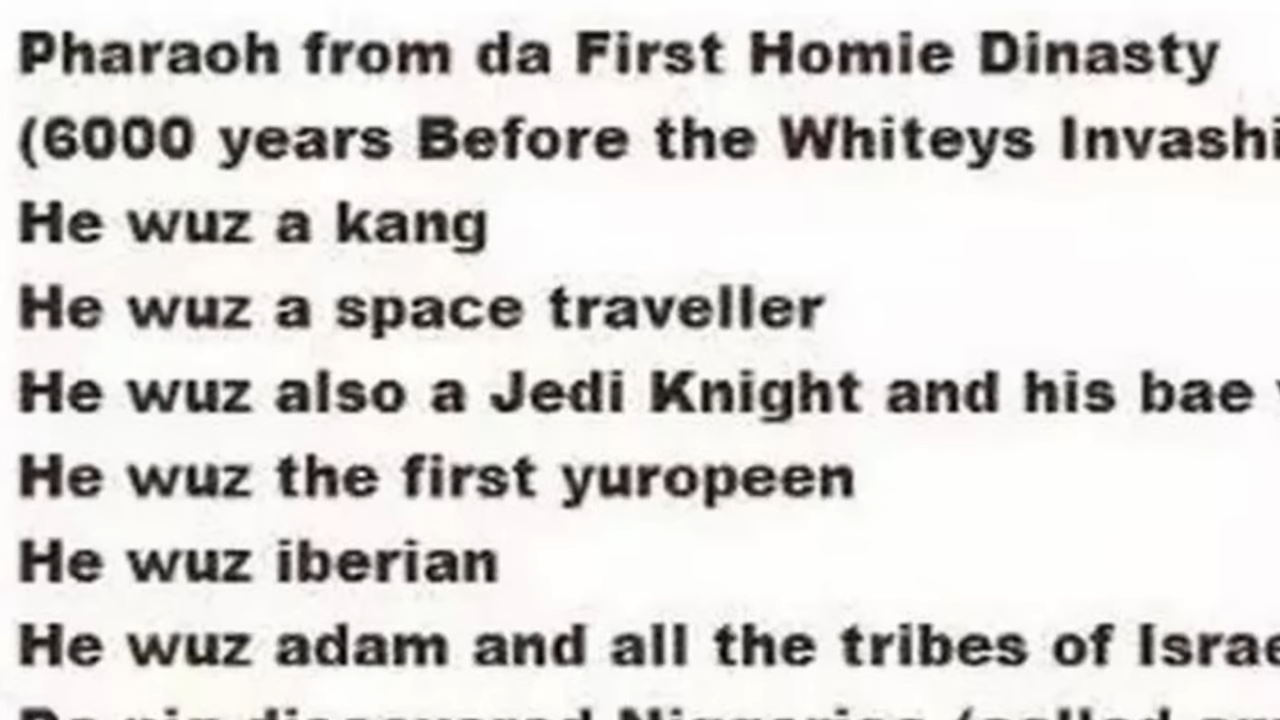 Pharaoh from da First Homie Dinasty
(6000 years Before the Whiteys Invashi
He wuz a kang
He wuz a space traveller
He wuz also a Jedi Knight and his bae
He wuz the first yuropeen
He wuz iberian
He wuz adam and all the tribes of Israe